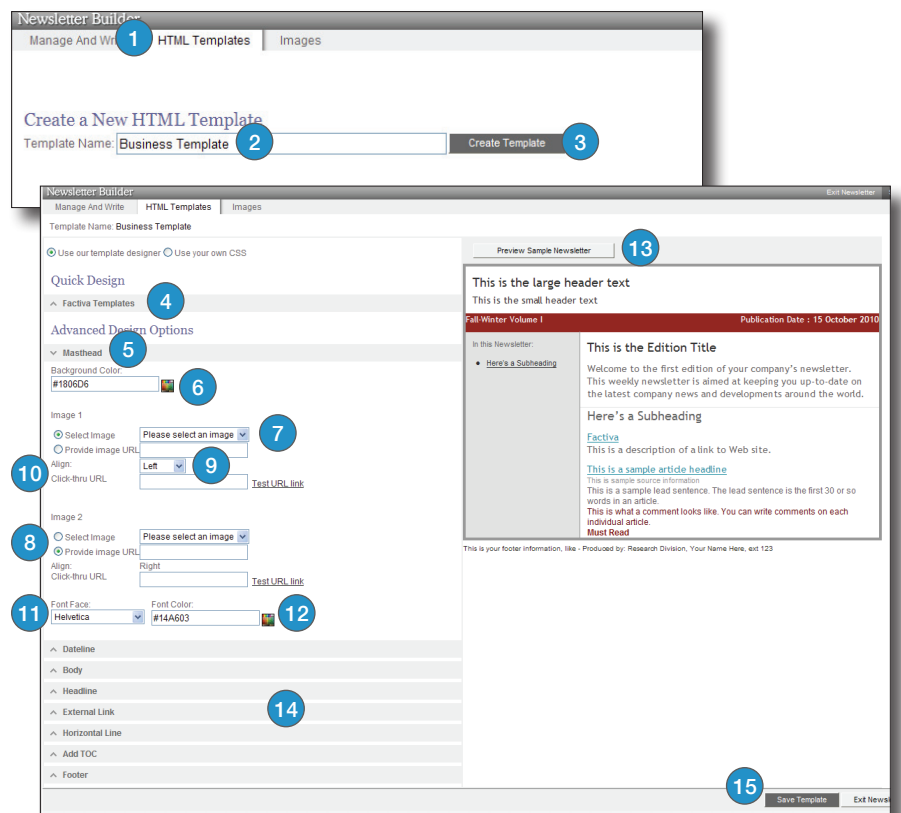 Newsletter Builder
Manage And Wri 1 HTML Templates Images
Create a New HTML Template
Template Name: Business Template 2 Create Template 3
Newsletter Builder Exit Newsletter
Manage And Write HTML Templates Images
Template Name: Business Template
Use our template designer Use your own CSS
Preview Sample Newsletter 13
Quick Design
Factiva Templates 4
Advanced Design Options
Masthead 5
Background Color:
#1806D6 6
Image 1
Select Image Please select an image 7
Provide image URL
Align: Left 9
10 Click-thru URL Test URL link
Image 2
8 Select Image Please select an image
Provide image URL
Align: Right
Click-thru URL Test URL link
11 Font Face: Font Color: 12
Helvetica #14A603
Dateline
Body
Headline
External Link 14
Horizontal Line
Add TOC
Footer
This is the large header text
This is the small header text
Fall-Winter Volume I Publication Date : 15 October 2010
In this Newsletter:
Here's a Subheading
This is the Edition Title
Welcome to the first edition of your company's newsletter.
This weekly newsletter is aimed at keeping you up-to-date on
the latest company news and developments around the world.
Here's a Subheading
Factiva
This is a description of a link to Web site.
This is a sample article headline
This is sample source information
This is a sample lead sentence. The lead sentence is the first 30 or so
words in an article.
This is what a comment looks like. You can write comments on each
individual article.
Must Read
This is your footer information, like - Produced by: Research Division, Your Name Here, ext 123
15 Save Template Exit Newsl